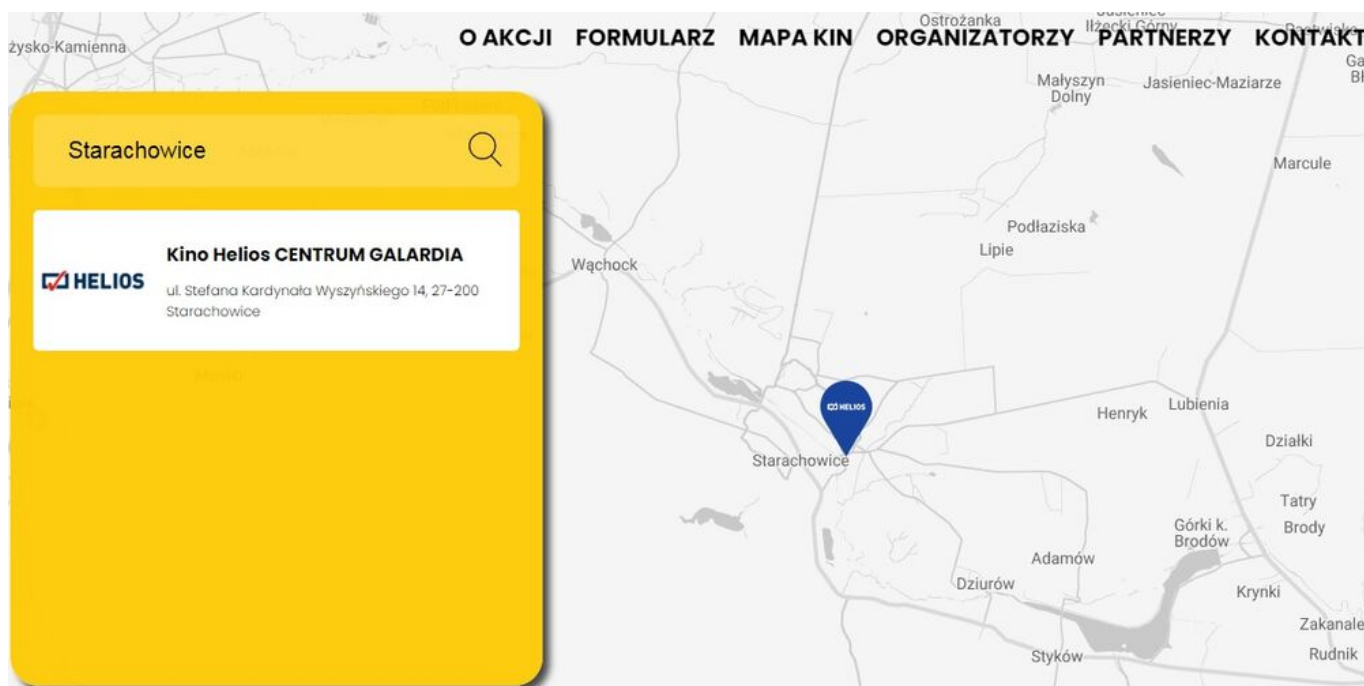 Ostrożanka
Iłżecki Górny
żysko-Kamienna
O AKCJI FORMULARZ MAPA KIN ORGANIZATORZY PARTNERZY KONTAKT
Małyszyn
Dolny
Jasieniec-Maziarze
Starachowice
Marcule
Podłaziska
Lipie
Kino Helios CENTRUM GALARDIA
HELIOS
ul. Stefana Kardynała Wyszyńskiego 14, 27-200
Starachowice
Wąchock
HELIOS
Henryk
Lubienia
Działki
Starachowice
Tatry
Górki k.
Brodów
Brody
Adamów
Dziurów
Krynki
Zakanale
Styków
Rudnik